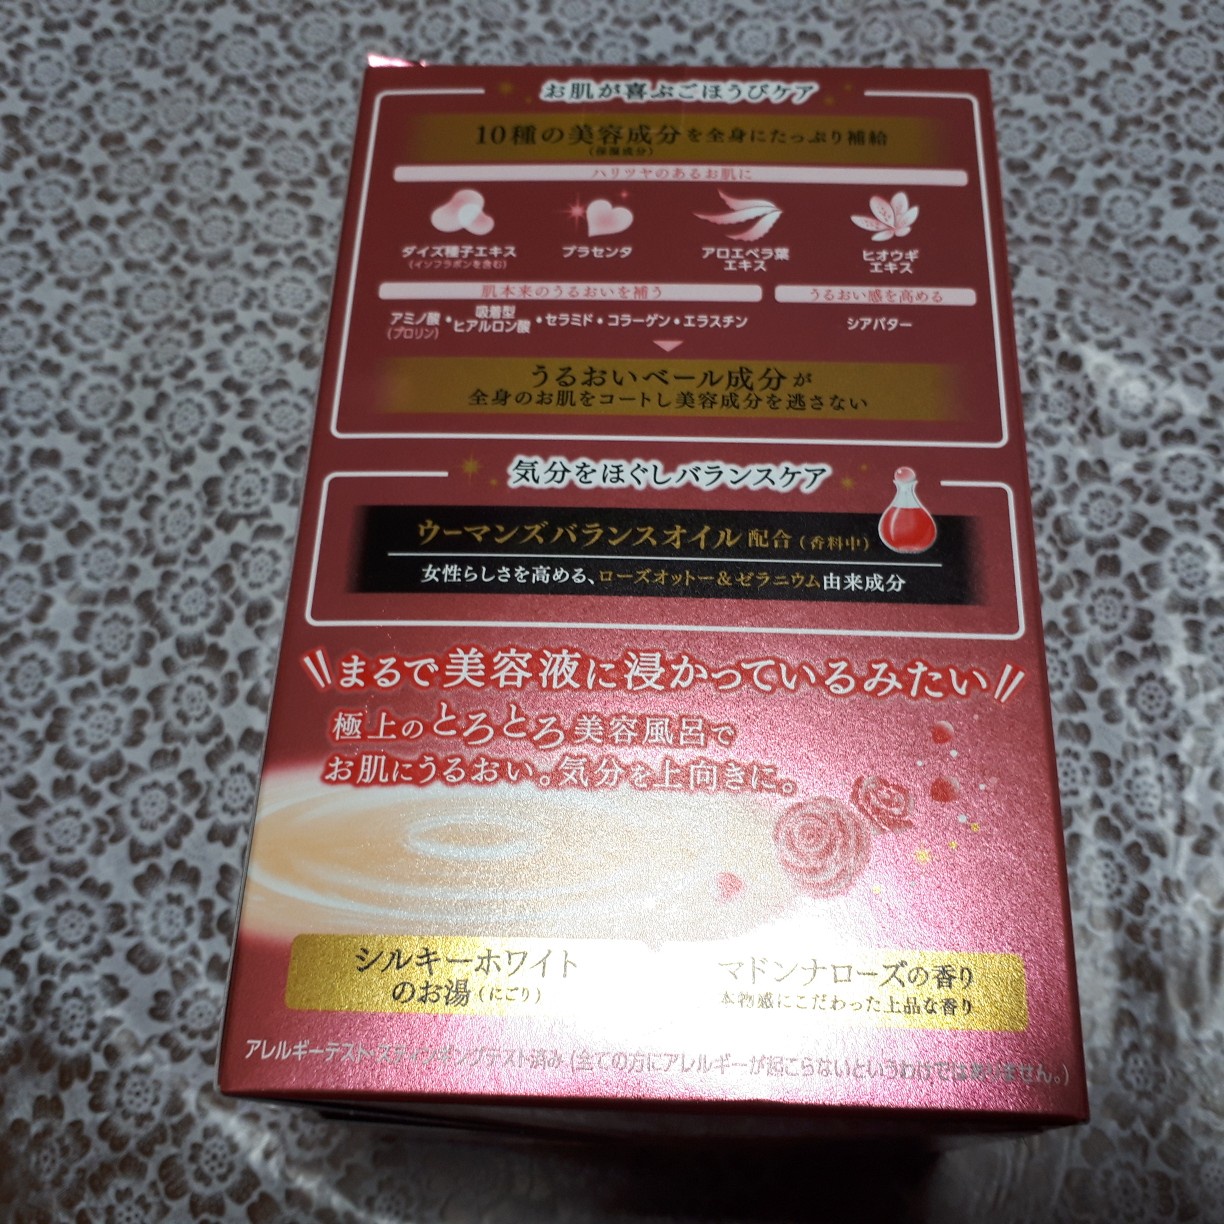 お肌が喜ぶごほうびケア
10種の美容成分を全身にたっぷり補給
(保湿成分)
ハリツヤのあるお肌に
ダイズ種子エキス
(イソフラボンを含む)
プラセンタ
アロエベラ葉
エキス
ヒオウギ
エキス
肌本来のうるおいを補う
アミノ酸
(プロリン)
・吸着型
ヒアルロン酸
・セラミド・コラーゲン・エラスチン
うるおい感を高める
シアバター
うるおいベール成分が
全身のお肌をコートし美容成分を逃さない
気分をほぐしバランスケア
ウーマンズバランスオイル配合(香料中)
女性らしさを高める、ローズオットー&ゼラニウム由来成分
まるで美容液に浸かっているみたい
極上のとろとろ美容風呂で
お肌にうるおい。気分を上向きに。
シルキーホワイト
のお湯(にごり)
マドンナローズの香り
本物感にこだわった上品な香り
アレルギーテスト・スティンギングテスト済み(全ての方にアレルギーが起こらないというわけではありません。)